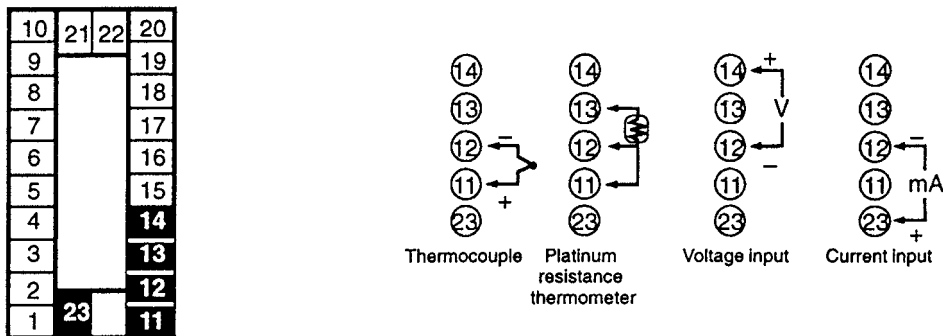 10 21 22 20
9 19
8 18
7 17
6 16
5 15
4 14
3 13
2 12
1 23 11
14 14 14 + 14
13 13 13 V 13
12 − 12 12 − 12 −
11 + 11 11 11 mA
23 23 23 23 +
Thermocouple Platinum resistance thermometer Voltage input Current input